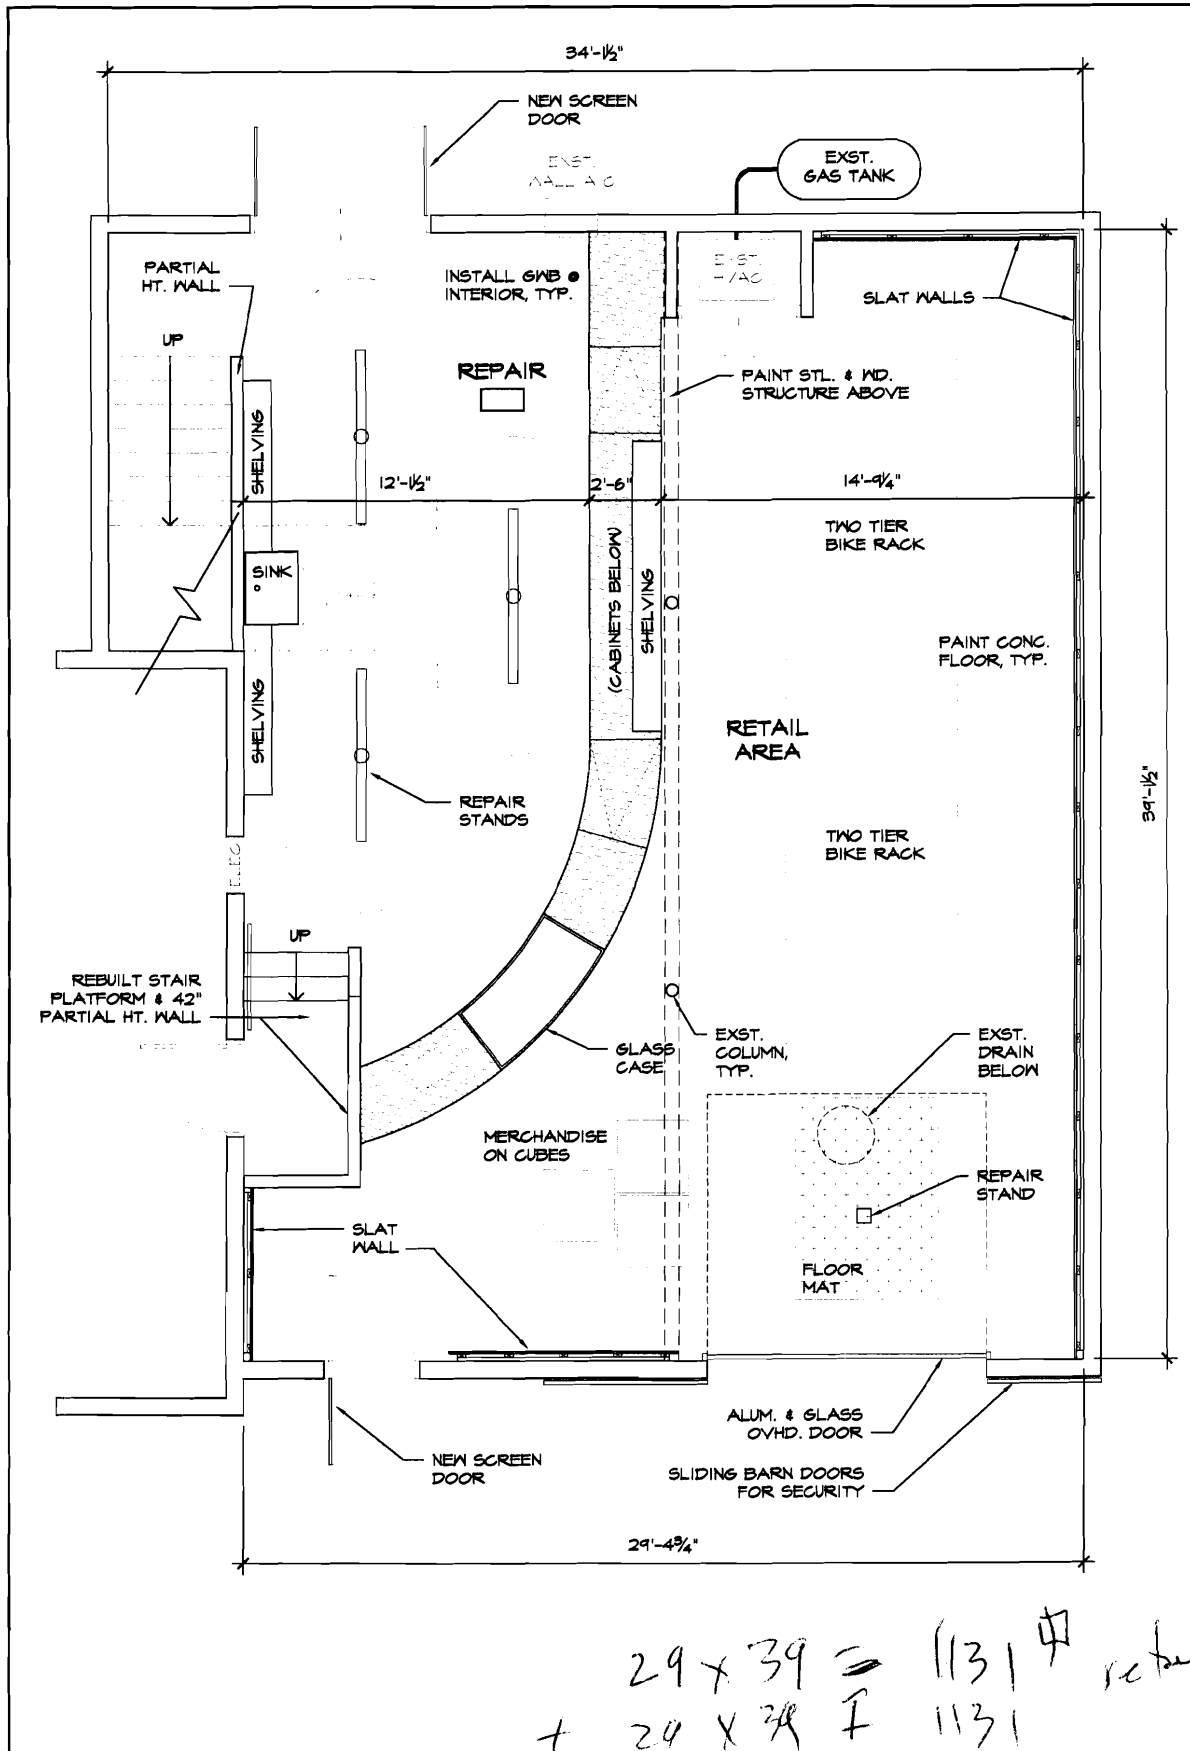 34'-1½"
NEW SCREEN
DOOR
EXST.
WALL A/C
EXST.
GAS TANK
PARTIAL
HT. WALL
INSTALL GWB @
INTERIOR, TYP.
EXST.
HVAC
SLAT WALLS
UP
REPAIR
PAINT STL. & WD.
STRUCTURE ABOVE
SHELVING
12'-1½"
2'-6"
14'-9¼"
TWO TIER
BIKE RACK
SINK
(CABINETS BELOW)
SHELVING
PAINT CONC.
FLOOR, TYP.
SHELVING
RETAIL
AREA
39'-1½"
REPAIR
STANDS
TWO TIER
BIKE RACK
ELEC
UP
REBUILT STAIR
PLATFORM & 42"
PARTIAL HT. WALL
GLASS
CASE
EXST.
COLUMN,
TYP.
EXST.
DRAIN
BELOW
MERCHANDISE
ON CUBES
REPAIR
STAND
SLAT
WALL
FLOOR
MAT
ALUM. & GLASS
OVHD. DOOR
NEW SCREEN
DOOR
SLIDING BARN DOORS
FOR SECURITY
29'-4¾"
29 x 39 = 1131
+ 29 x 39 = 1131